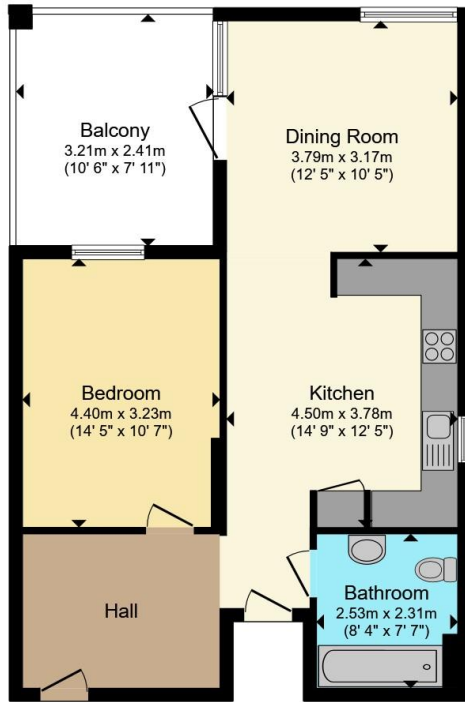 Balcony
3.21m x 2.41m
(10' 6" x 7' 11")
Dining Room
3.79m x 3.17m
(12' 5" x 10' 5")
Bedroom
4.40m x 3.23m
(14' 5" x 10' 7")
Kitchen
4.50m x 3.78m
(14' 9" x 12' 5")
Hall
Bathroom
2.53m x 2.31m
(8' 4" x 7' 7")